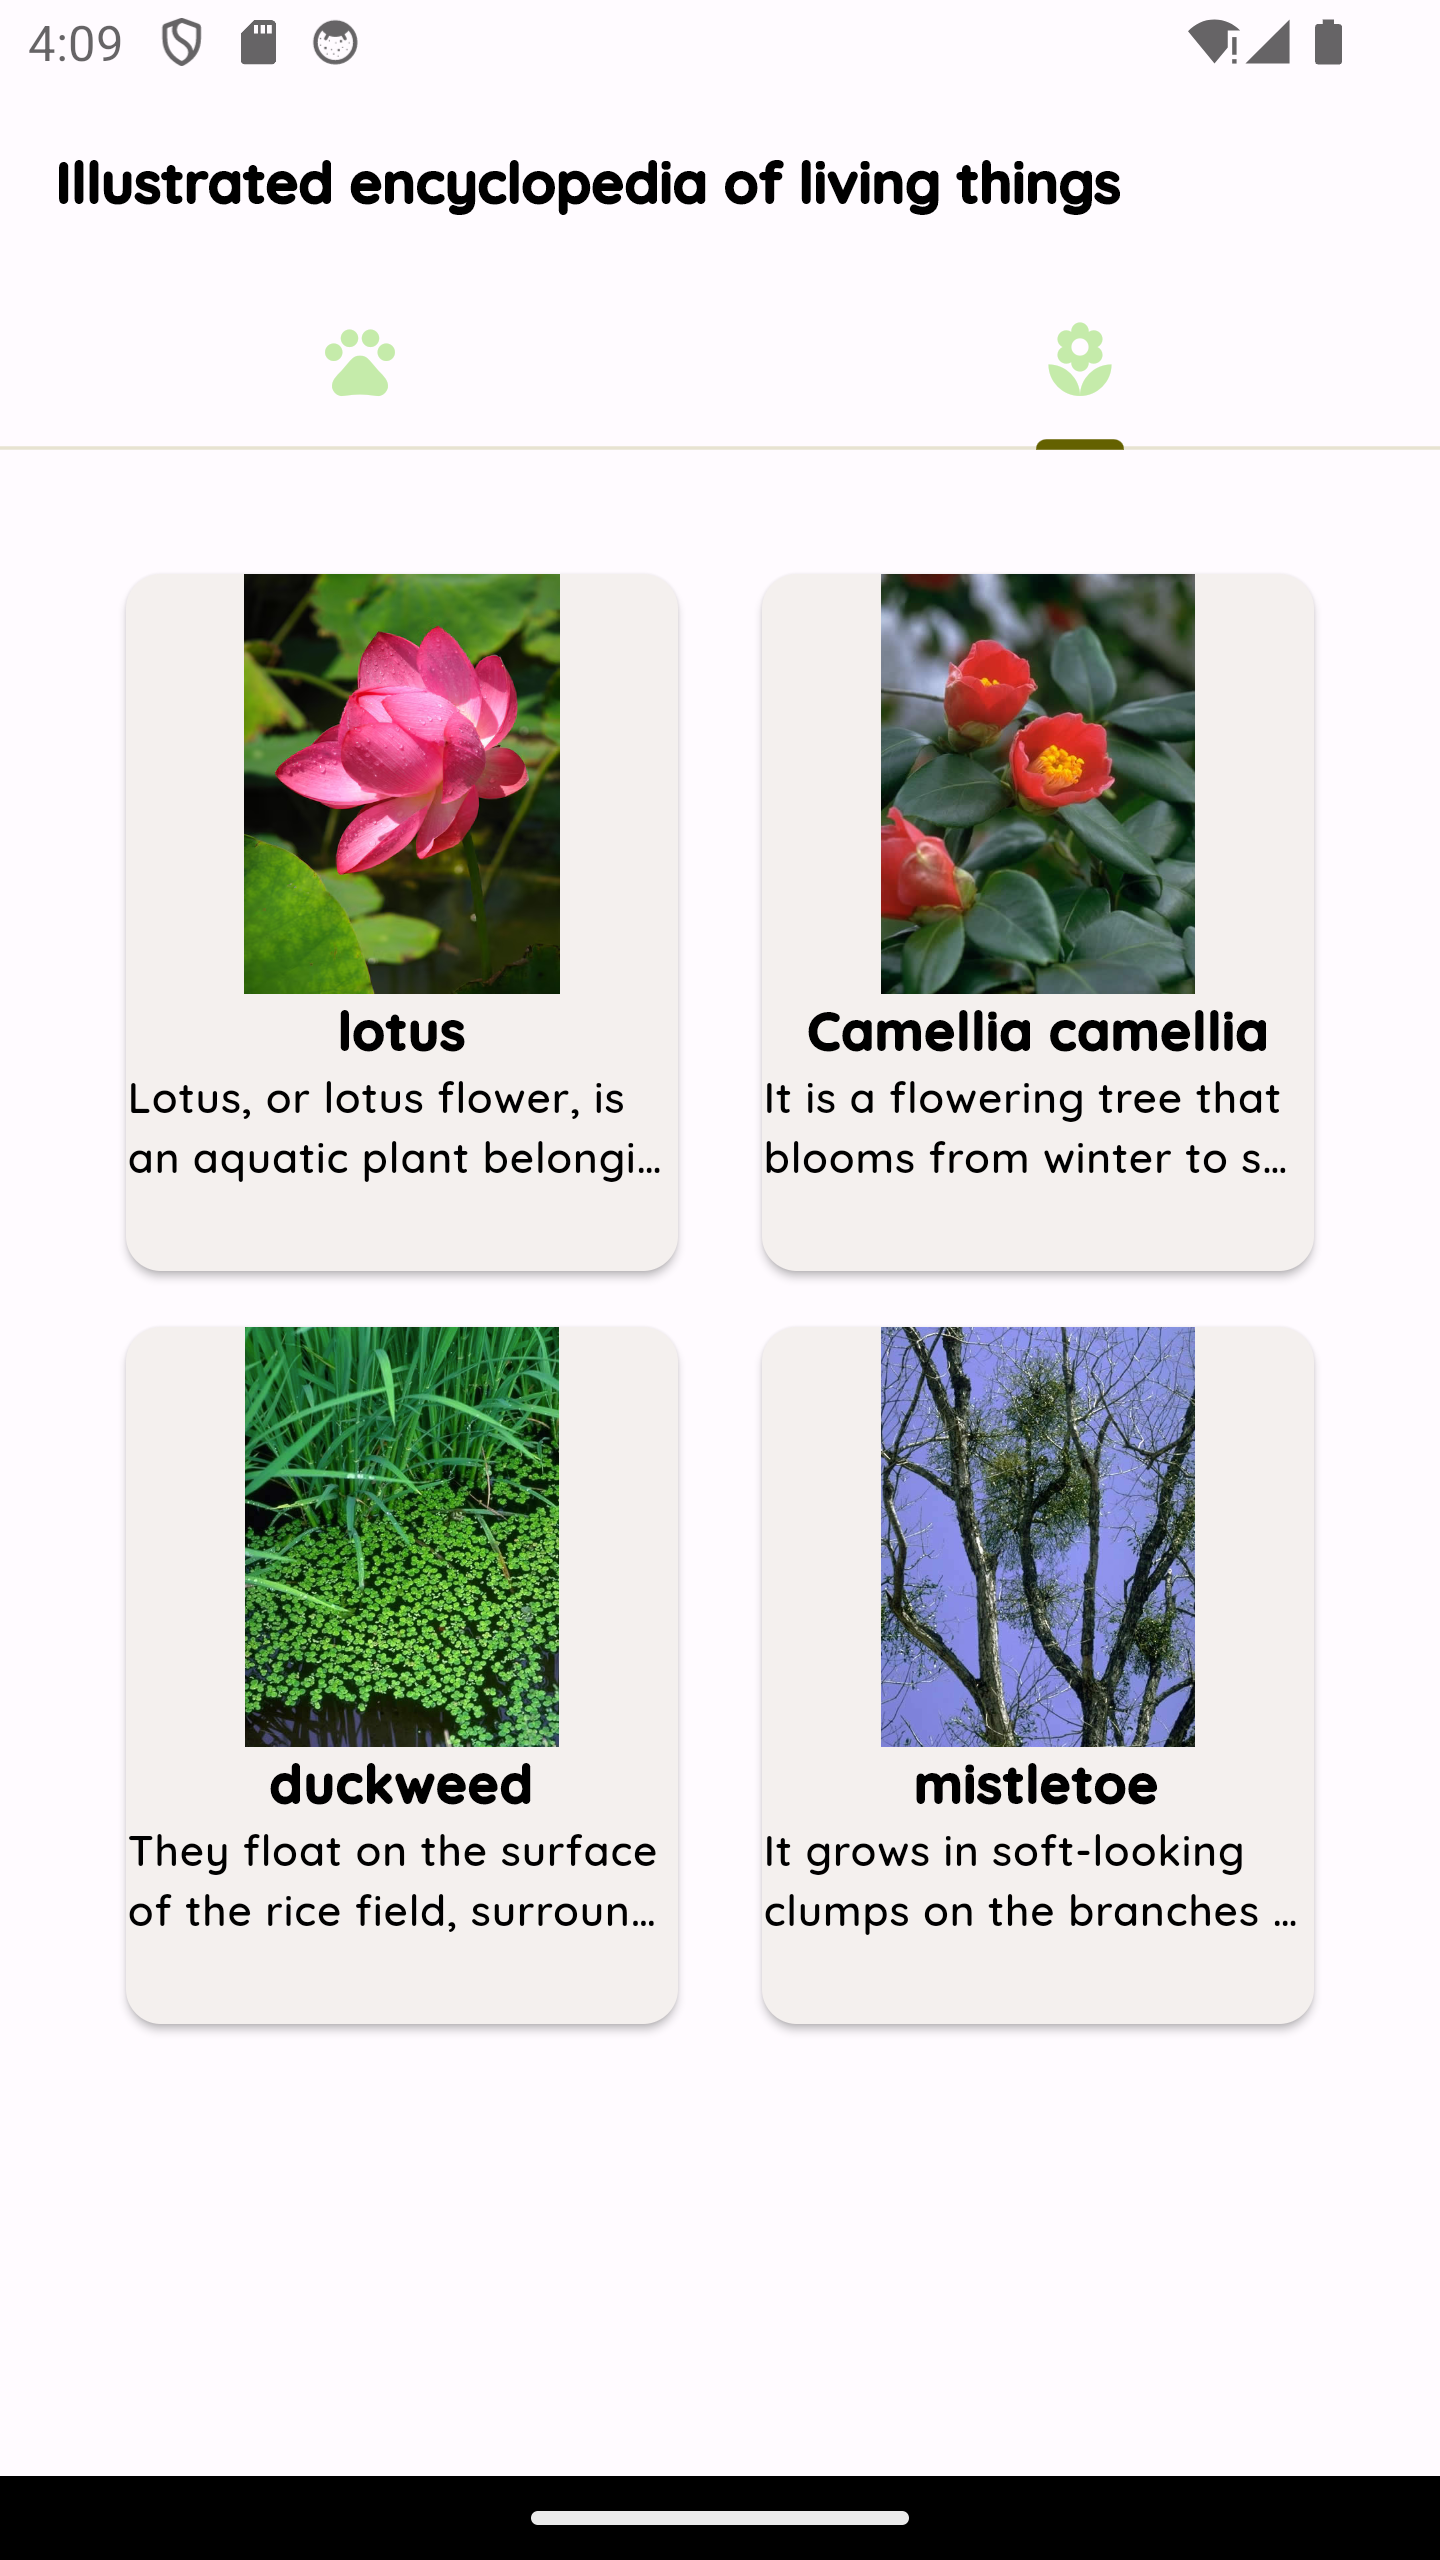 4:09
Illustrated encyclopedia of living things
lotus
Lotus, or lotus flower, is
an aquatic plant belongi...
Camellia camellia
It is a flowering tree that
blooms from winter to s...
duckweed
They float on the surface
of the rice field, surroun...
mistletoe
It grows in soft-looking
clumps on the branches ...